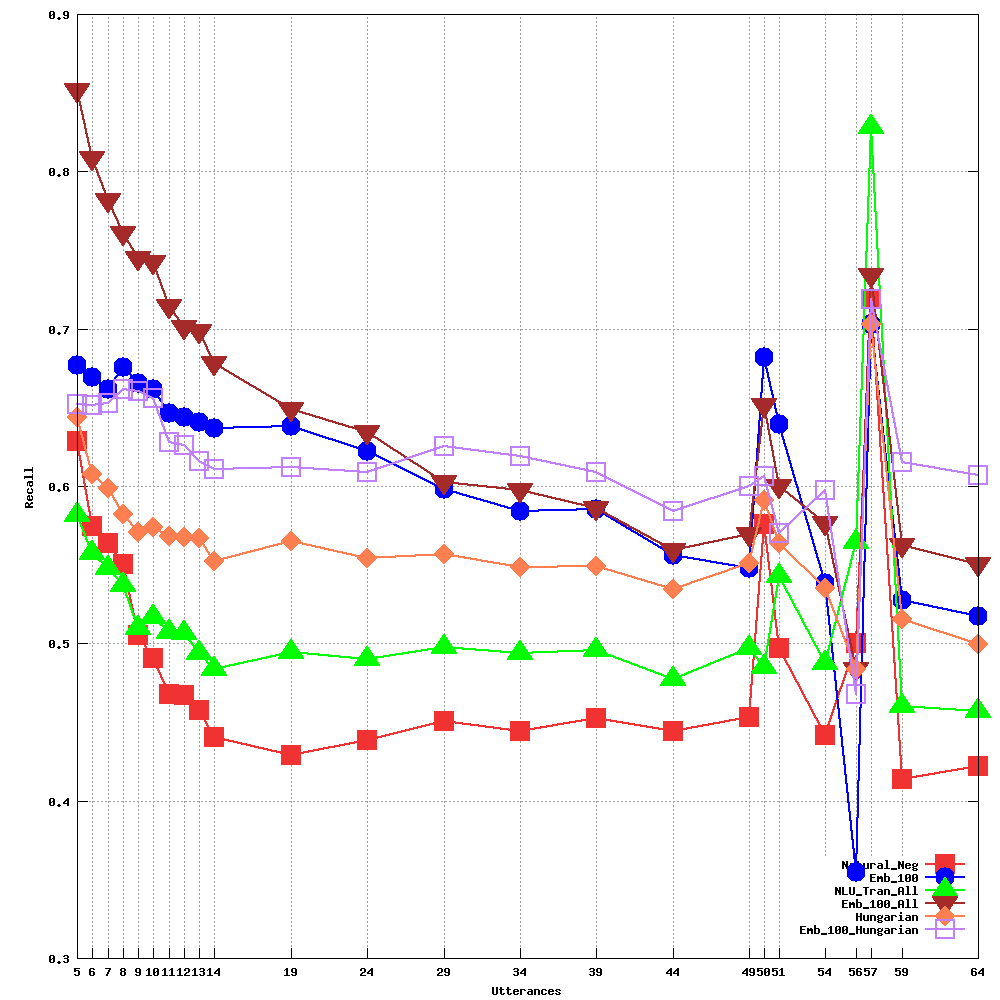 0.9
0.8
0.7
0.6
0.5
0.4
0.3
Recall
Natural_Neg
Emb_100
NLU_Tran_All
Emb_100_All
Hungarian
Emb_100_Hungarian
5 6 7 8 9 10 11 12 13 14 19 24 29 34 39 44 49 50 51 54 56 57 59 64
Utterances